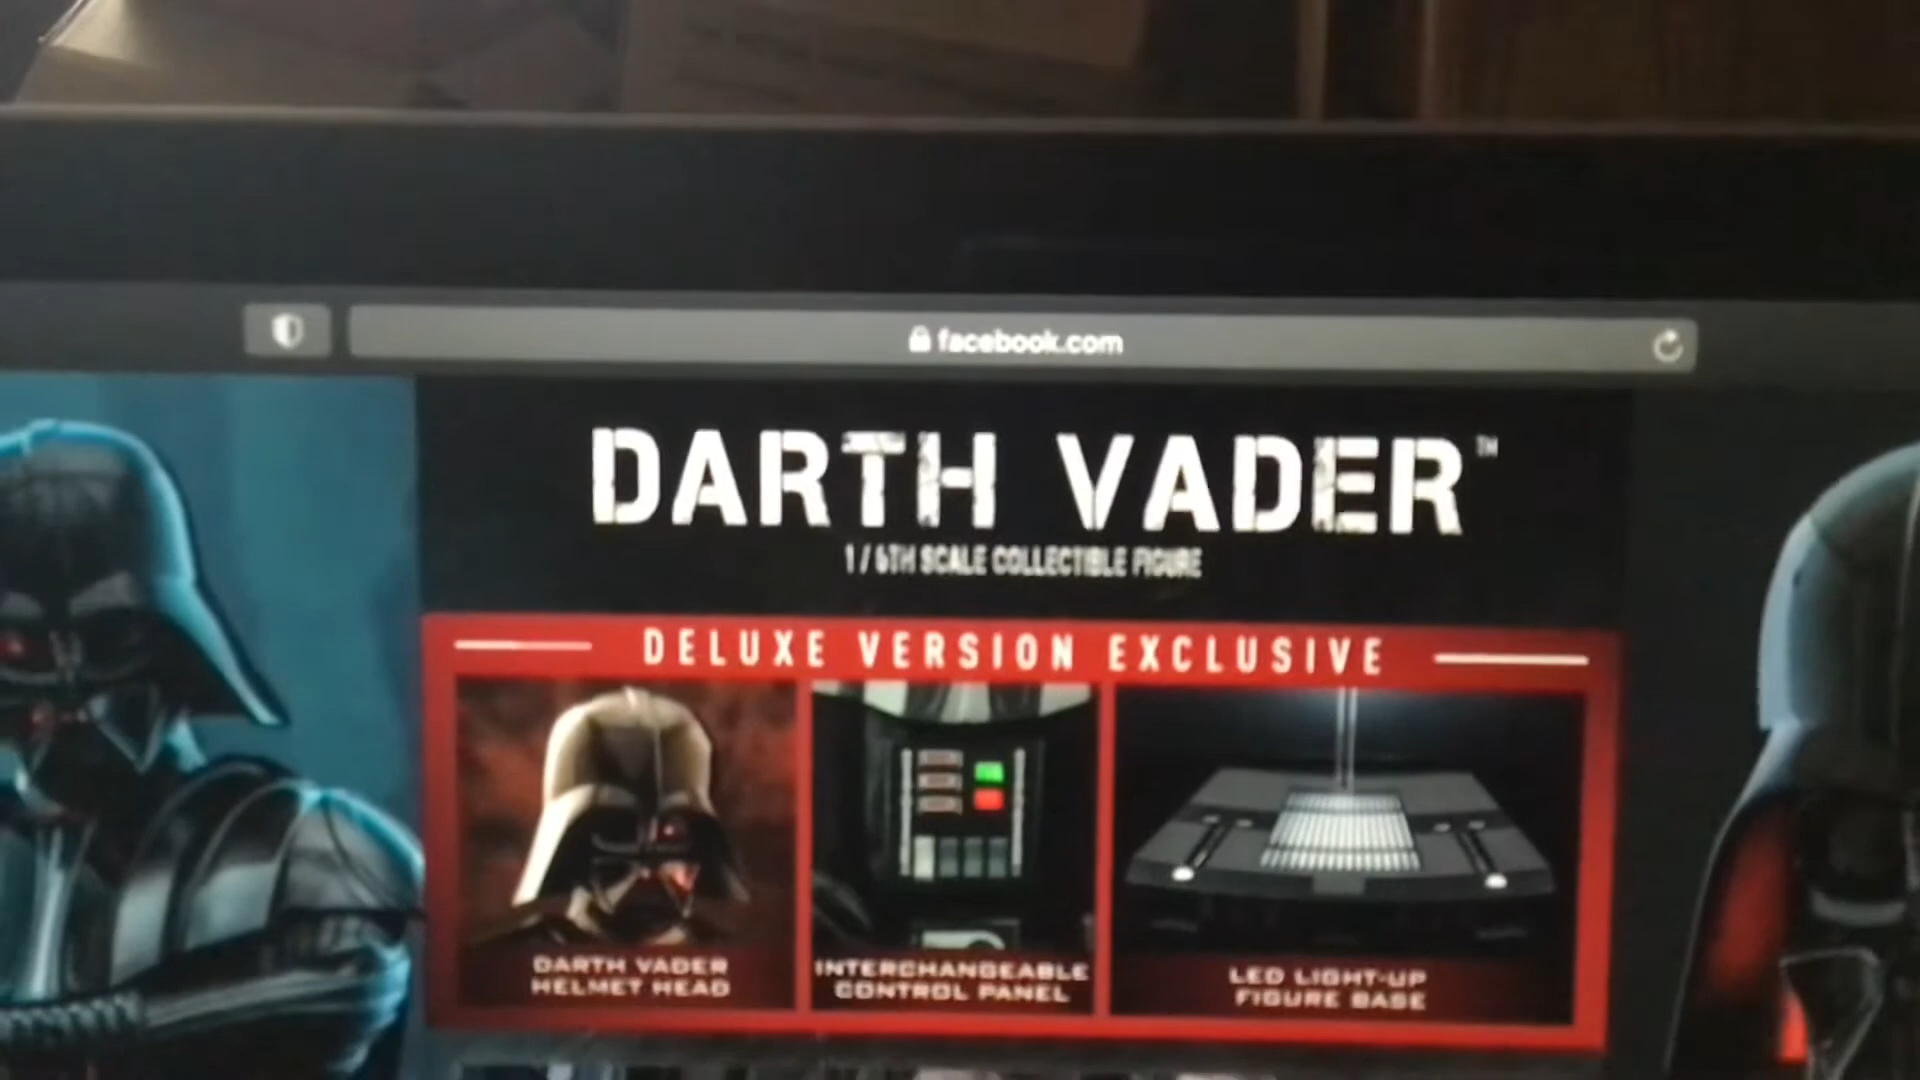 facebook.com
DARTH VADER™
1/6TH SCALE COLLECTIBLE FIGURE
DELUXE VERSION EXCLUSIVE
DARTH VADER
HELMET HEAD
INTERCHANGEABLE
CONTROL PANEL
LED LIGHT-UP
FIGURE BASE